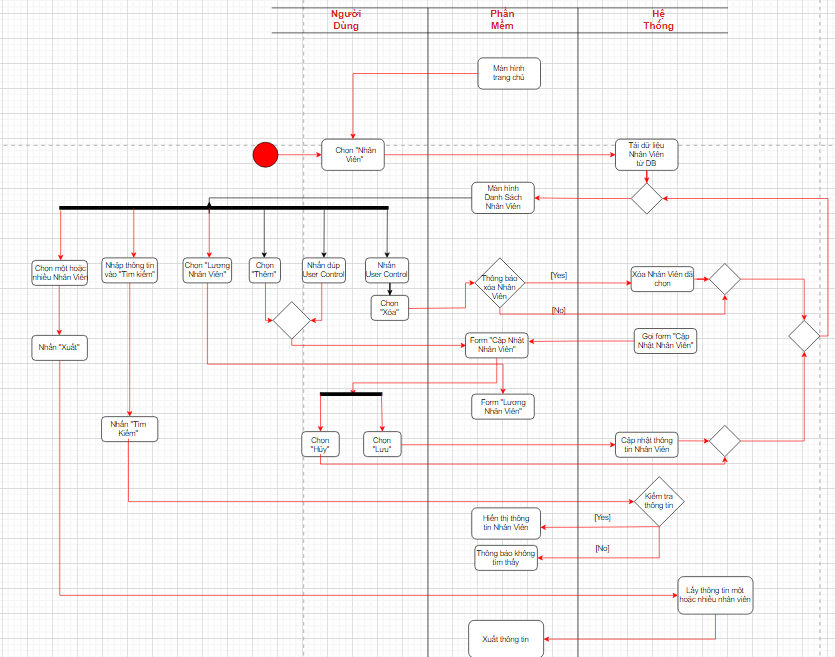 Người
Dùng
Phần
Mềm
Hệ
Thống
Màn hình
trang chủ
Chọn "Nhân
Viên"
Tải dữ liệu
Nhân Viên
từ DB
Màn hình
Danh Sách
Nhân Viên
Chọn một hoặc
nhiều Nhân Viên
Nhập thông tin
vào "Tìm kiếm"
Chọn "Lương
Nhân Viên"
Chọn
"Thêm"
Nhấn đúp
User Control
Nhấn
User Control
Chọn
"Xóa"
Thông báo
xóa Nhân
Viên
[Yes]
[No]
Xóa Nhân Viên đã
chọn
Nhấn "Xuất"
Form "Cập Nhật
Nhân Viên"
Gọi form "Cập
Nhật Nhân Viên"
Form "Lương
Nhân Viên"
Nhấn "Tìm
Kiếm"
Chọn
"Hủy"
Chọn
"Lưu"
Cập nhật thông
tin Nhân Viên
Kiểm tra
thông tin
[Yes]
Hiển thị thông
tin Nhân Viên
[No]
Thông báo không
tìm thấy
Lấy thông tin một
hoặc nhiều nhân viên
Xuất thông tin